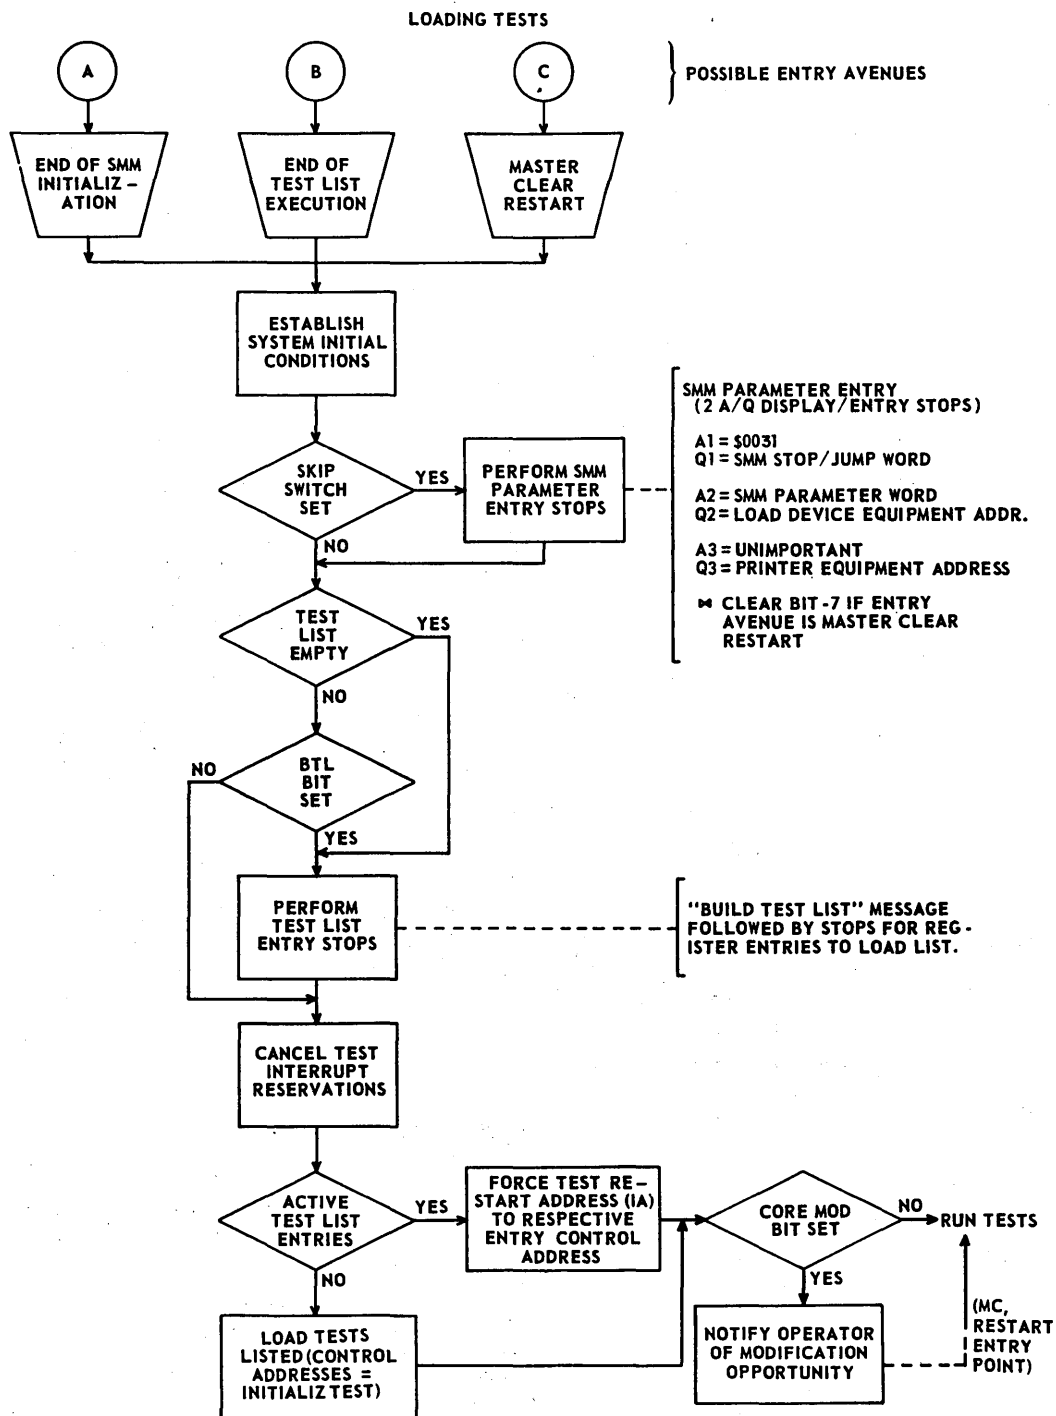 LOADING TESTS
A
B
C
POSSIBLE ENTRY AVENUES
END OF SMM
INITIALIZ -
ATION
END OF
TEST LIST
EXECUTION
MASTER
CLEAR
RESTART
ESTABLISH
SYSTEM INITIAL
CONDITIONS
SKIP
SWITCH
SET
YES
NO
PERFORM SMM
PARAMETER
ENTRY STOPS
SMM PARAMETER ENTRY
(2 A/Q DISPLAY/ENTRY STOPS)
A1 = $0031
Q1 = SMM STOP/JUMP WORD
A2 = SMM PARAMETER WORD
Q2 = LOAD DEVICE EQUIPMENT ADDR.
A3 = UNIMPORTANT
Q3 = PRINTER EQUIPMENT ADDRESS
⋈ CLEAR BIT-7 IF ENTRY
AVENUE IS MASTER CLEAR
RESTART
TEST
LIST
EMPTY
YES
NO
BTL
BIT
SET
NO
YES
PERFORM
TEST LIST
ENTRY STOPS
"BUILD TEST LIST" MESSAGE
FOLLOWED BY STOPS FOR REG-
ISTER ENTRIES TO LOAD LIST.
CANCEL TEST
INTERRUPT
RESERVATIONS
ACTIVE
TEST LIST
ENTRIES
YES
NO
FORCE TEST RE-
START ADDRESS (IA)
TO RESPECTIVE
ENTRY CONTROL
ADDRESS
CORE MOD
BIT SET
NO
RUN TESTS
YES
LOAD TESTS
LISTED (CONTROL
ADDRESSES =
INITIALIZ TEST)
NOTIFY OPERATOR
OF MODIFICATION
OPPORTUNITY
(MC,
RESTART
ENTRY
POINT)